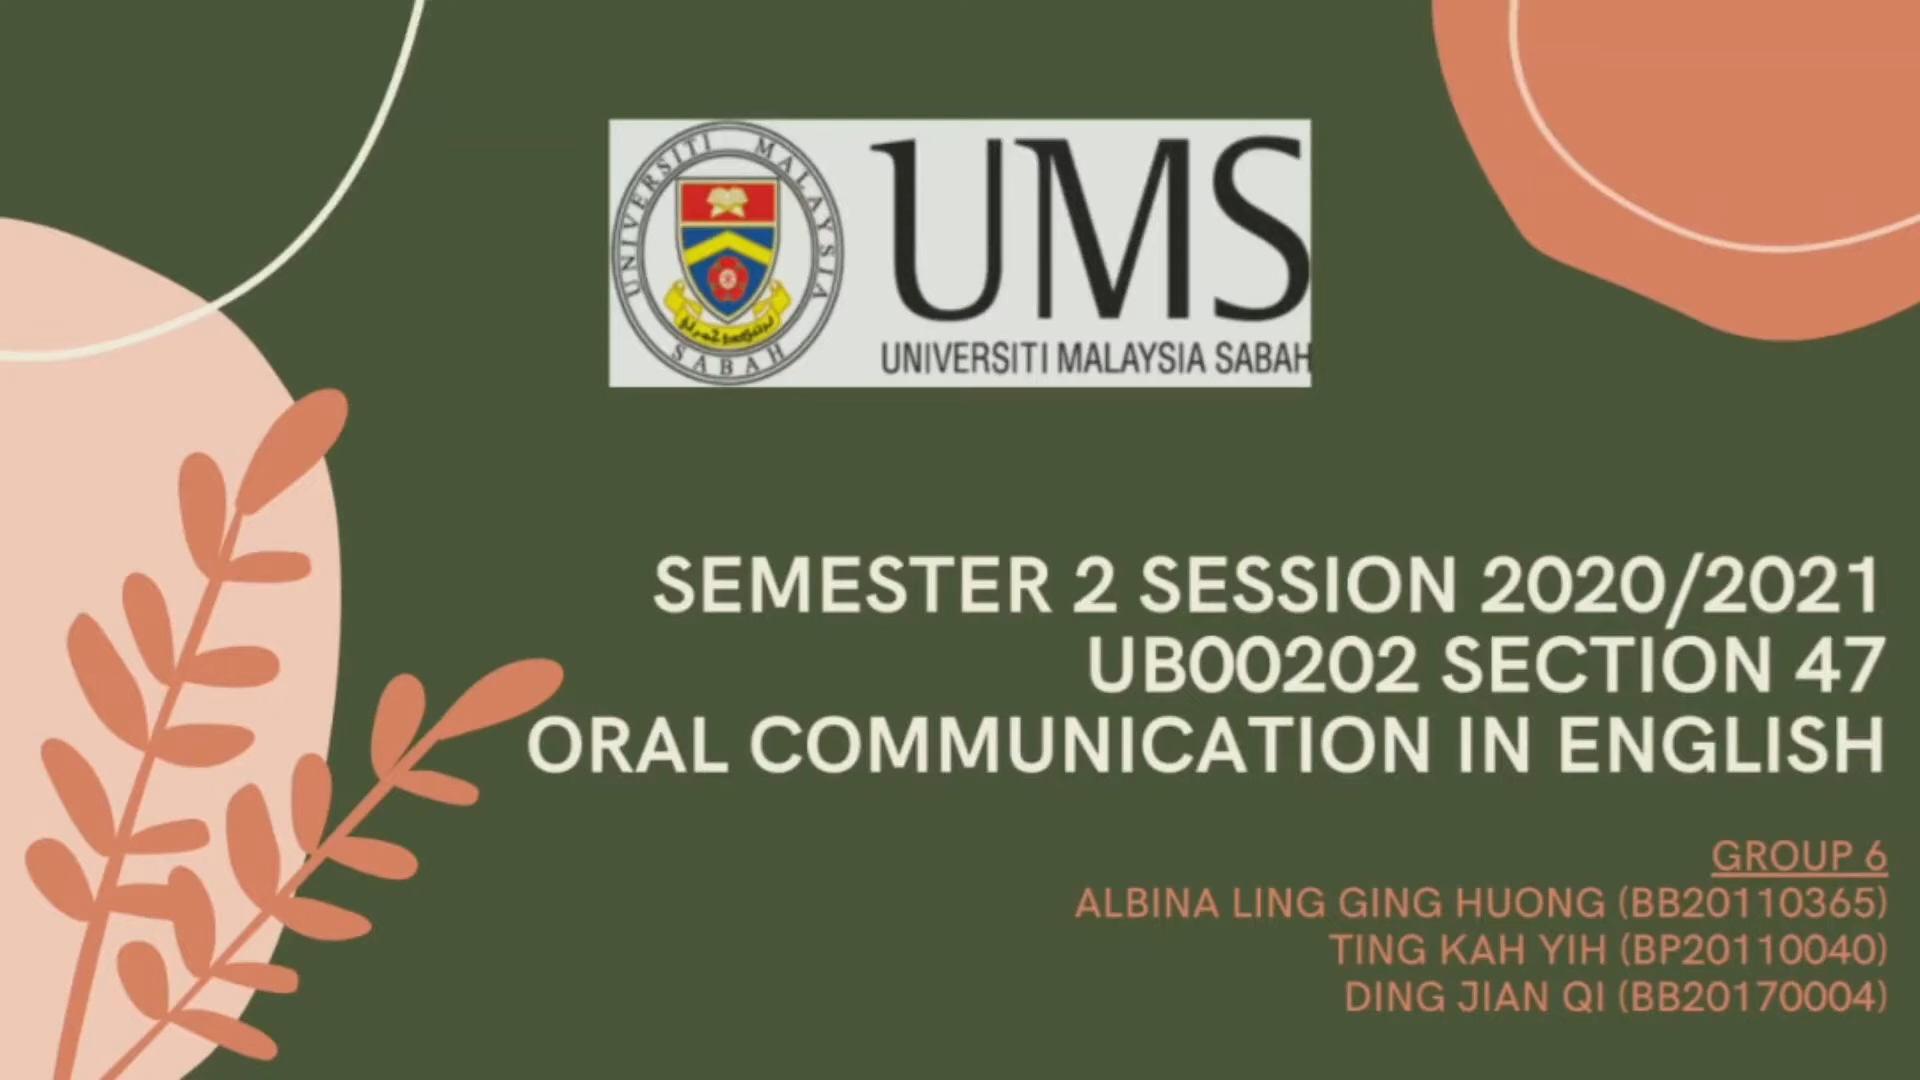 UNIVERSITI MALAYSIA
SABAH
UMS
UNIVERSITI MALAYSIA SABAH
SEMESTER 2 SESSION 2020/2021
UB00202 SECTION 47
ORAL COMMUNICATION IN ENGLISH
GROUP 6
ALBINA LING GING HUONG (BB20110365)
TING KAH YIH (BP20110040)
DING JIAN QI (BB20170004)